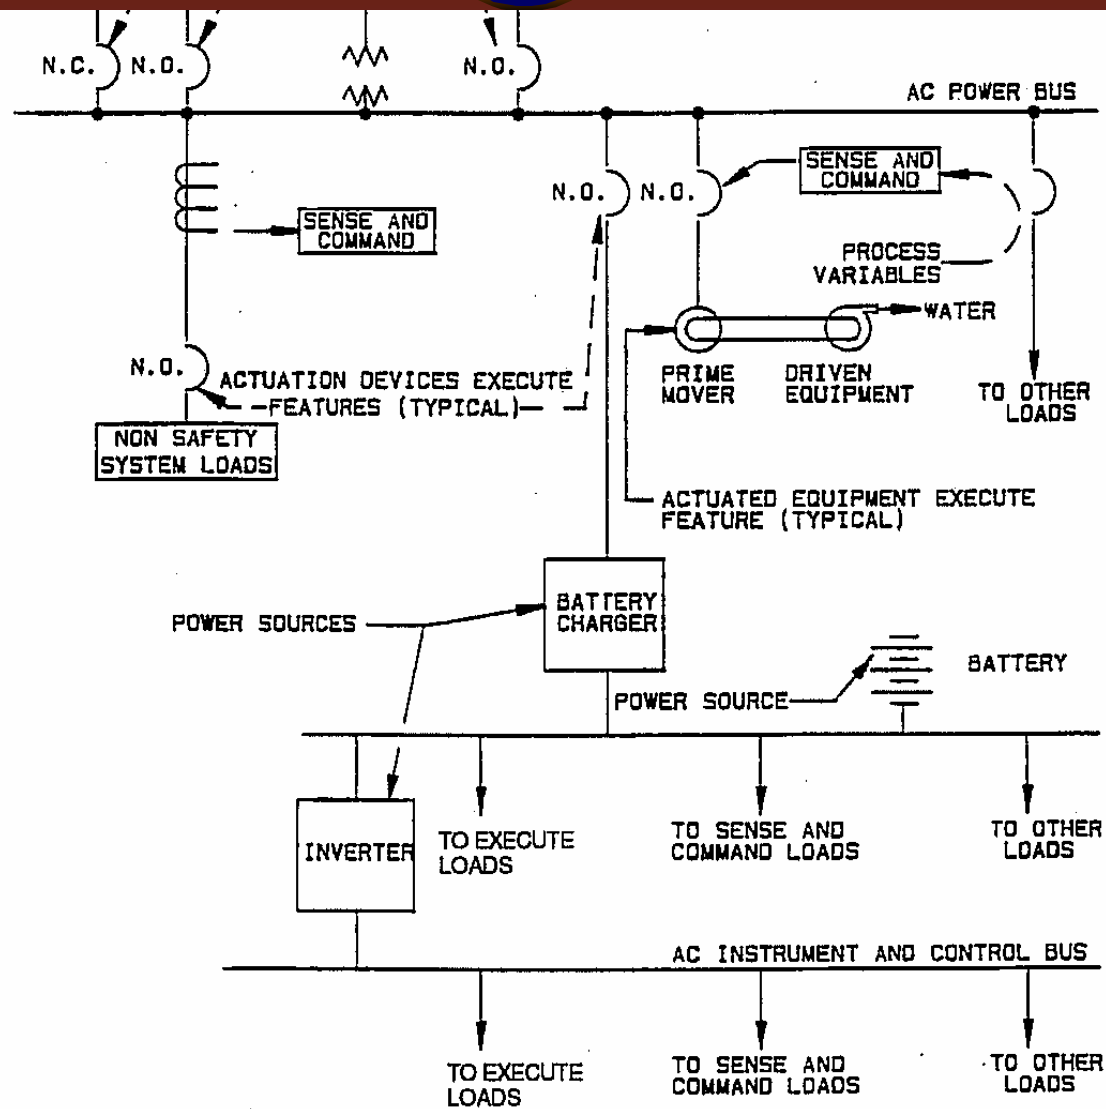 N.C.
N.O.
N.O.
AC POWER BUS
SENSE AND
COMMAND
N.O.
N.O.
SENSE AND
COMMAND
PROCESS
VARIABLES
WATER
N.O.
ACTUATION DEVICES EXECUTE
FEATURES (TYPICAL)
PRIME
MOVER
DRIVEN
EQUIPMENT
TO OTHER
LOADS
NON SAFETY
SYSTEM LOADS
ACTUATED EQUIPMENT EXECUTE
FEATURE (TYPICAL)
BATTERY
CHARGER
POWER SOURCES
BATTERY
POWER SOURCE
INVERTER
TO EXECUTE
LOADS
TO SENSE AND
COMMAND LOADS
TO OTHER
LOADS
AC INSTRUMENT AND CONTROL BUS
TO EXECUTE
LOADS
TO SENSE AND
COMMAND LOADS
TO OTHER
LOADS